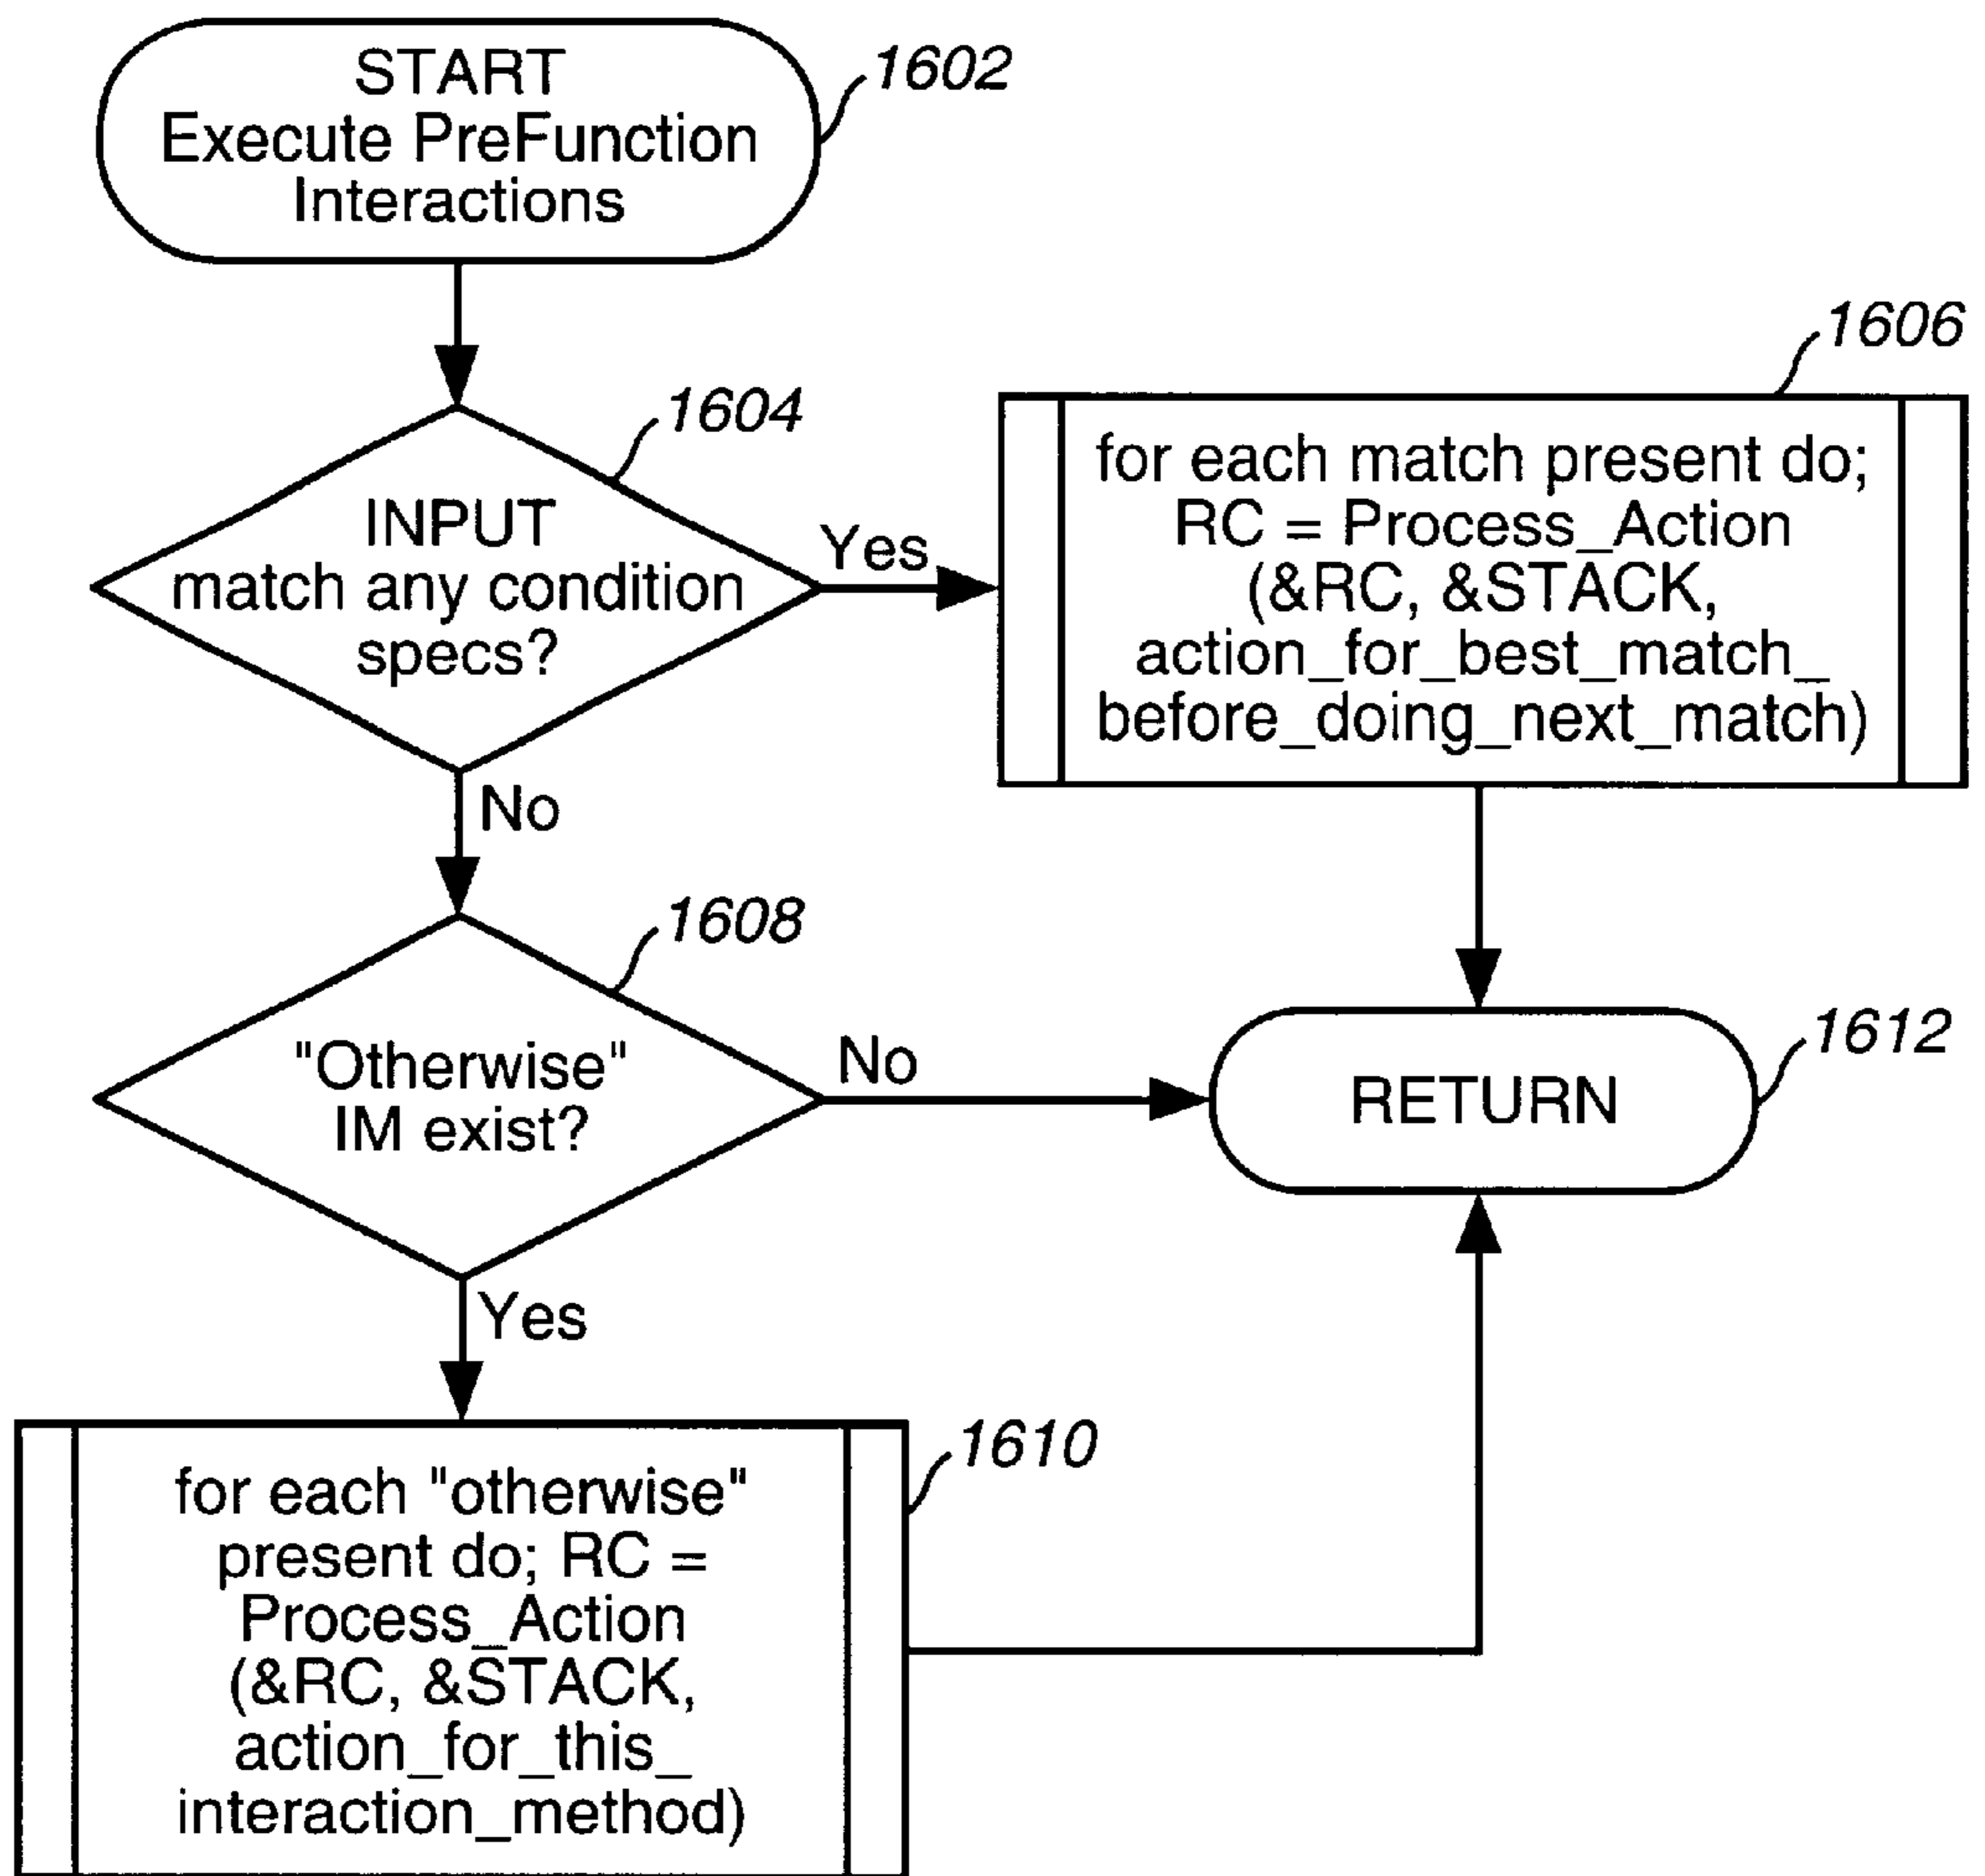 START
Execute PreFunction
Interactions
1602
1604
INPUT
match any condition
specs?
Yes
1606
for each match present do;
RC = Process_Action
(&RC, &STACK,
action_for_best_match_
before_doing_next_match)
No
1608
"Otherwise"
IM exist?
No
1612
RETURN
Yes
1610
for each "otherwise"
present do; RC =
Process_Action
(&RC, &STACK,
action_for_this_
interaction_method)